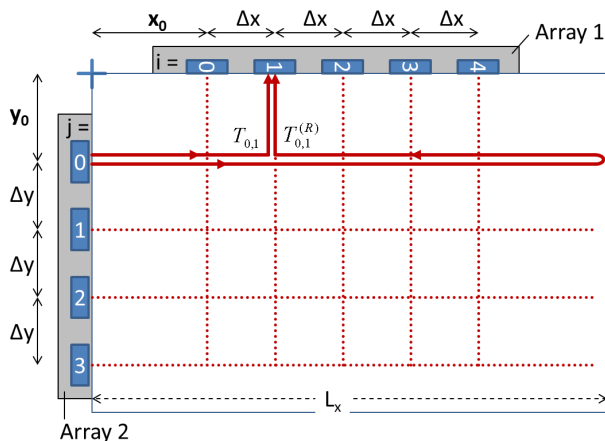 x₀ Δx Δx Δx Δx
Array 1
i = 0 1 2 3 4
y₀
j =
T₀,₁ T₀,₁⁽ᴿ⁾
0
Δy
1
Δy
2
Δy
3
Lₓ
Array 2